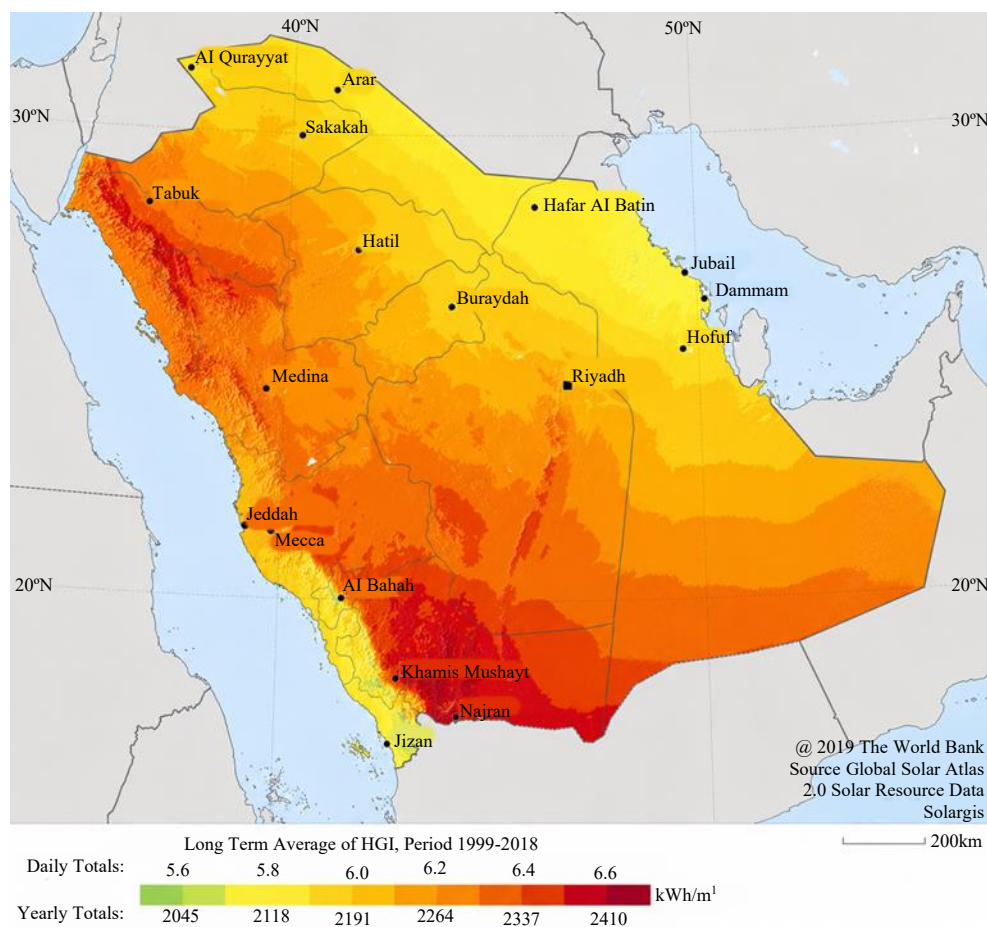 40ºN
50ºN
AI Qurayyat
Arar
30ºN
30ºN
Sakakah
Tabuk
Hafar AI Batin
Hatil
Jubail
Dammam
Buraydah
Hofuf
Medina
Riyadh
Jeddah
Mecca
20ºN
20ºN
AI Bahah
Khamis Mushayt
Najran
Jizan
@ 2019 The World Bank
Source Global Solar Atlas
2.0 Solar Resource Data
Solargis
200km
Long Term Average of HGI, Period 1999-2018
Daily Totals: 5.6 5.8 6.0 6.2 6.4 6.6
kWh/m¹
Yearly Totals: 2045 2118 2191 2264 2337 2410